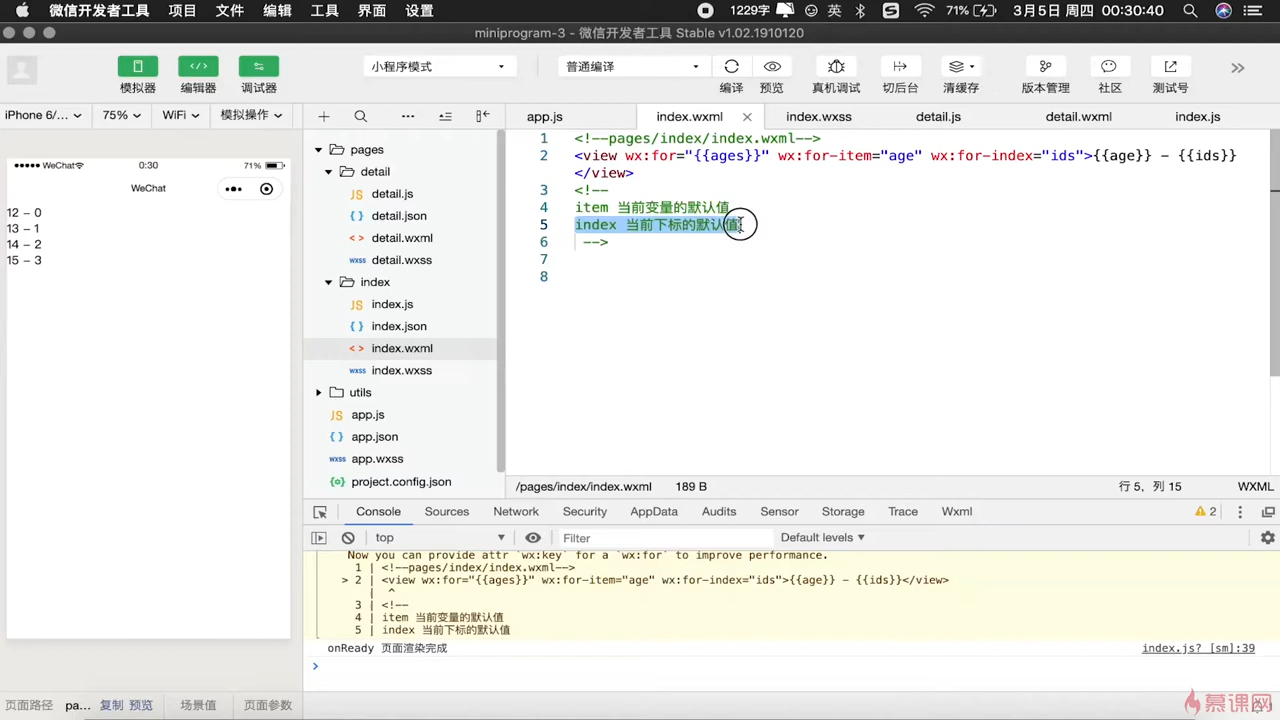 微信开发者工具 项目 文件 编辑 工具 界面 设置 1229字 英 71% 3月5日 周四 00:30:40
miniprogram-3 - 微信开发者工具 Stable v1.02.1910120
模拟器 编辑器 调试器 小程序模式 普通编译 编译 预览 真机调试 切后台 清缓存 版本管理 社区 测试号
iPhone 6/... 75% WiFi 模拟操作
app.js index.wxml index.wxss detail.js detail.wxml index.js
WeChat 0:30 71%
WeChat
12 - 0
13 - 1
14 - 2
15 - 3
pages
detail
JS detail.js
{ } detail.json
< > detail.wxml
wxss detail.wxss
index
JS index.js
{ } index.json
< > index.wxml
wxss index.wxss
utils
JS app.js
{ } app.json
wxss app.wxss
{o} project.config.json
1 <!--pages/index/index.wxml-->
2 <view wx:for="{{ages}}" wx:for-item="age" wx:for-index="ids">{{age}} - {{ids}}
</view>
3 <!--
4 item 当前变量的默认值
5 index 当前下标的默认值
6 -->
7
8
/pages/index/index.wxml 189 B 行 5, 列 15 WXML
Console Sources Network Security AppData Audits Sensor Storage Trace Wxml 2
top Filter Default levels
Now you can provide attr `wx:key` for a `wx:for` to improve performance.
1 | <!--pages/index/index.wxml-->
> 2 | <view wx:for="{{ages}}" wx:for-item="age" wx:for-index="ids">{{age}} - {{ids}}</view>
| ^
3 | <!--
4 | item 当前变量的默认值
5 | index 当前下标的默认值
onReady 页面渲染完成 index.js? [sm]:39
>
页面路径 pa... 复制 预览 场景值 页面参数
慕课网